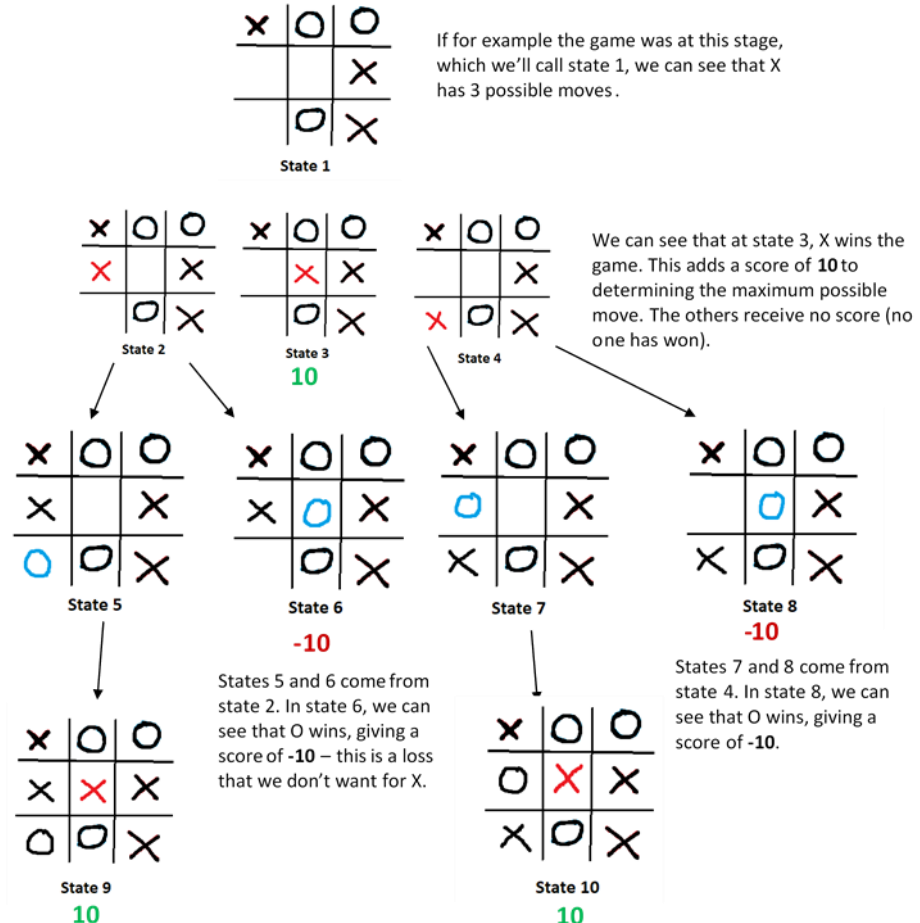 If for example the game was at this stage,
which we'll call state 1, we can see that X
has 3 possible moves.
State 1
We can see that at state 3, X wins the
game. This adds a score of 10 to
determining the maximum possible
move. The others receive no score (no
one has won).
State 2
State 3
10
State 4
State 5
State 6
-10
State 7
State 8
-10
States 5 and 6 come from
state 2. In state 6, we can
see that O wins, giving a
score of -10 – this is a loss
that we don't want for X.
States 7 and 8 come from
state 4. In state 8, we can
see that O wins, giving a
score of -10.
State 9
10
State 10
10